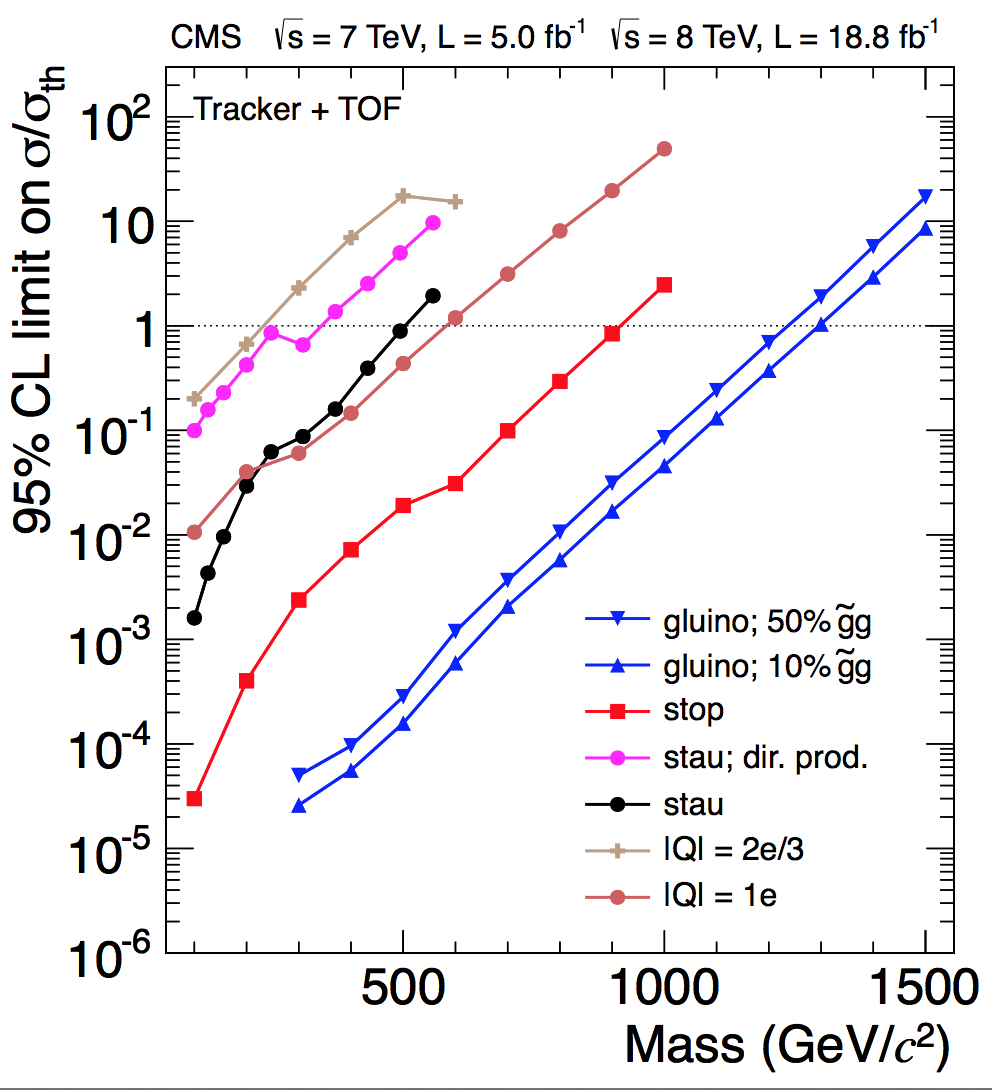 CMS √s = 7 TeV, L = 5.0 fb⁻¹ √s = 8 TeV, L = 18.8 fb⁻¹
Tracker + TOF
95% CL limit on σ/σth
10²
10
1
10⁻¹
10⁻²
10⁻³
10⁻⁴
10⁻⁵
10⁻⁶
gluino; 50% g̃g
gluino; 10% g̃g
stop
stau; dir. prod.
stau
|Q| = 2e/3
|Q| = 1e
500 1000 1500
Mass (GeV/c²)